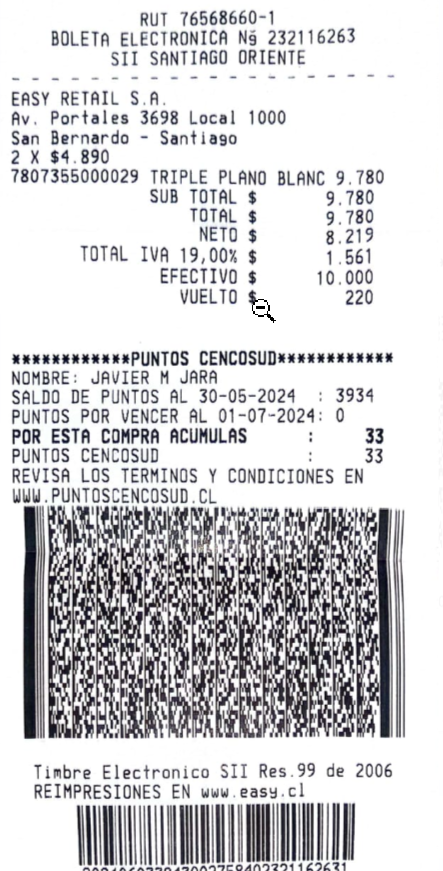 RUT 76568660-1
BOLETA ELECTRONICA Nº 232116263
SII SANTIAGO ORIENTE
- - - - - - - - - - - - - - - - - - - - - - - - - - - - -
EASY RETAIL S.A.
Av. Portales 3698 Local 1000
San Bernardo - Santiago
2 X $4.890
7807355000029 TRIPLE PLANO BLANC 9.780
SUB TOTAL $ 9.780
TOTAL $ 9.780
NETO $ 8.219
TOTAL IVA 19,00% $ 1.561
EFECTIVO $ 10.000
VUELTO $ 220
************PUNTOS CENCOSUD************
NOMBRE: JAVIER M JARA
SALDO DE PUNTOS AL 30-05-2024 : 3934
PUNTOS POR VENCER AL 01-07-2024: 0
POR ESTA COMPRA ACUMULAS : 33
PUNTOS CENCOSUD : 33
REVISA LOS TERMINOS Y CONDICIONES EN
WWW.PUNTOSCENCOSUD.CL
Timbre Electronico SII Res.99 de 2006
REIMPRESIONES EN www.easy.cl